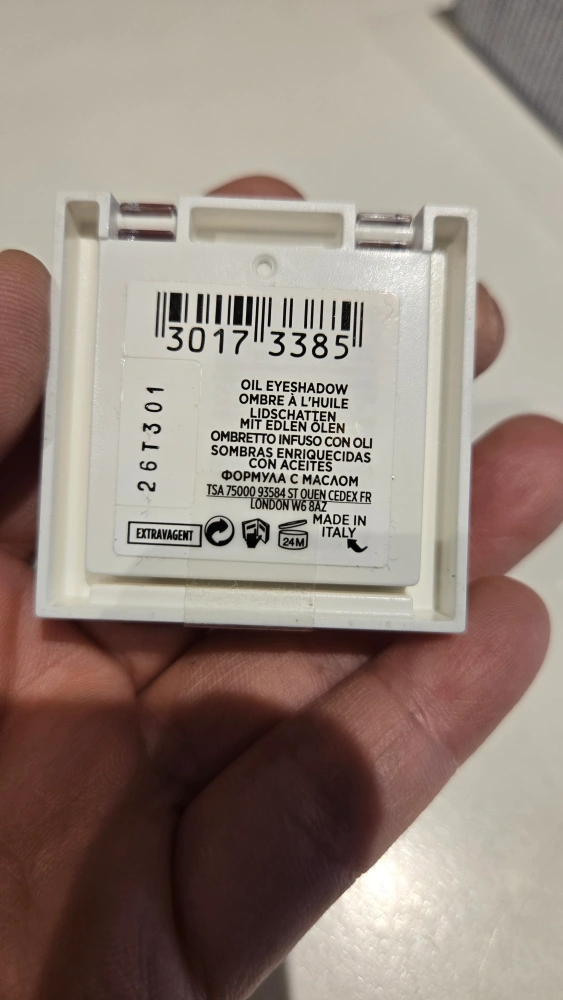 3017 3385
26T301
OIL EYESHADOW
OMBRE À L'HUILE
LIDSCHATTEN
MIT EDLEN ÖLEN
OMBRETTO INFUSO CON OLI
SOMBRAS ENRIQUECIDAS
CON ACEITES
ФОРМУЛА С МАСЛОМ
TSA 75000 93584 ST OUEN CEDEX FR
LONDON W6 8AZ
MADE IN
ITALY
EXTRAVAGENT
24M